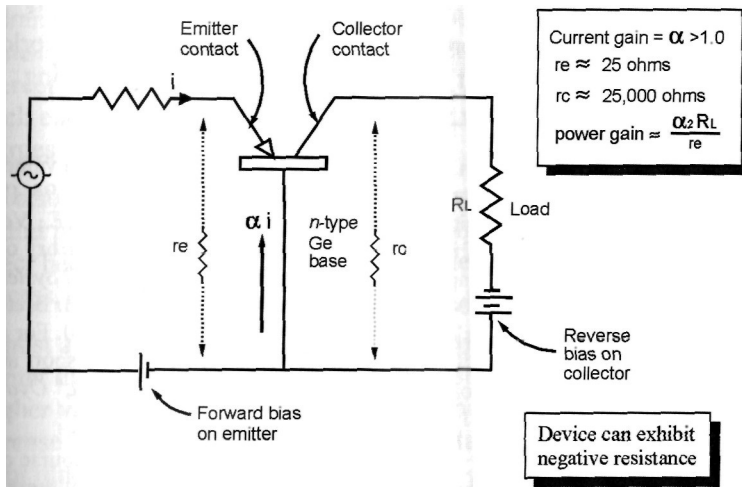 Emitter
contact
Collector
contact
Current gain = α >1.0
re ≈ 25 ohms
rc ≈ 25,000 ohms
power gain ≈ α2 RL
re
i
re
α i
n-type
Ge
base
rc
RL
Load
Reverse
bias on
collector
Forward bias
on emitter
Device can exhibit
negative resistance